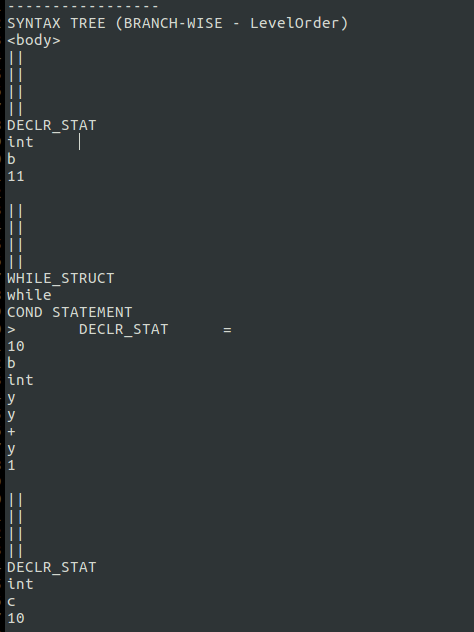 -----------------
SYNTAX TREE (BRANCH-WISE - LevelOrder)
<body>
||
||
||
||
DECLR_STAT
int
b
11
||
||
||
||
WHILE_STRUCT
while
COND STATEMENT
> DECLR_STAT =
10
b
int
y
y
+
y
1
||
||
||
||
DECLR_STAT
int
c
10